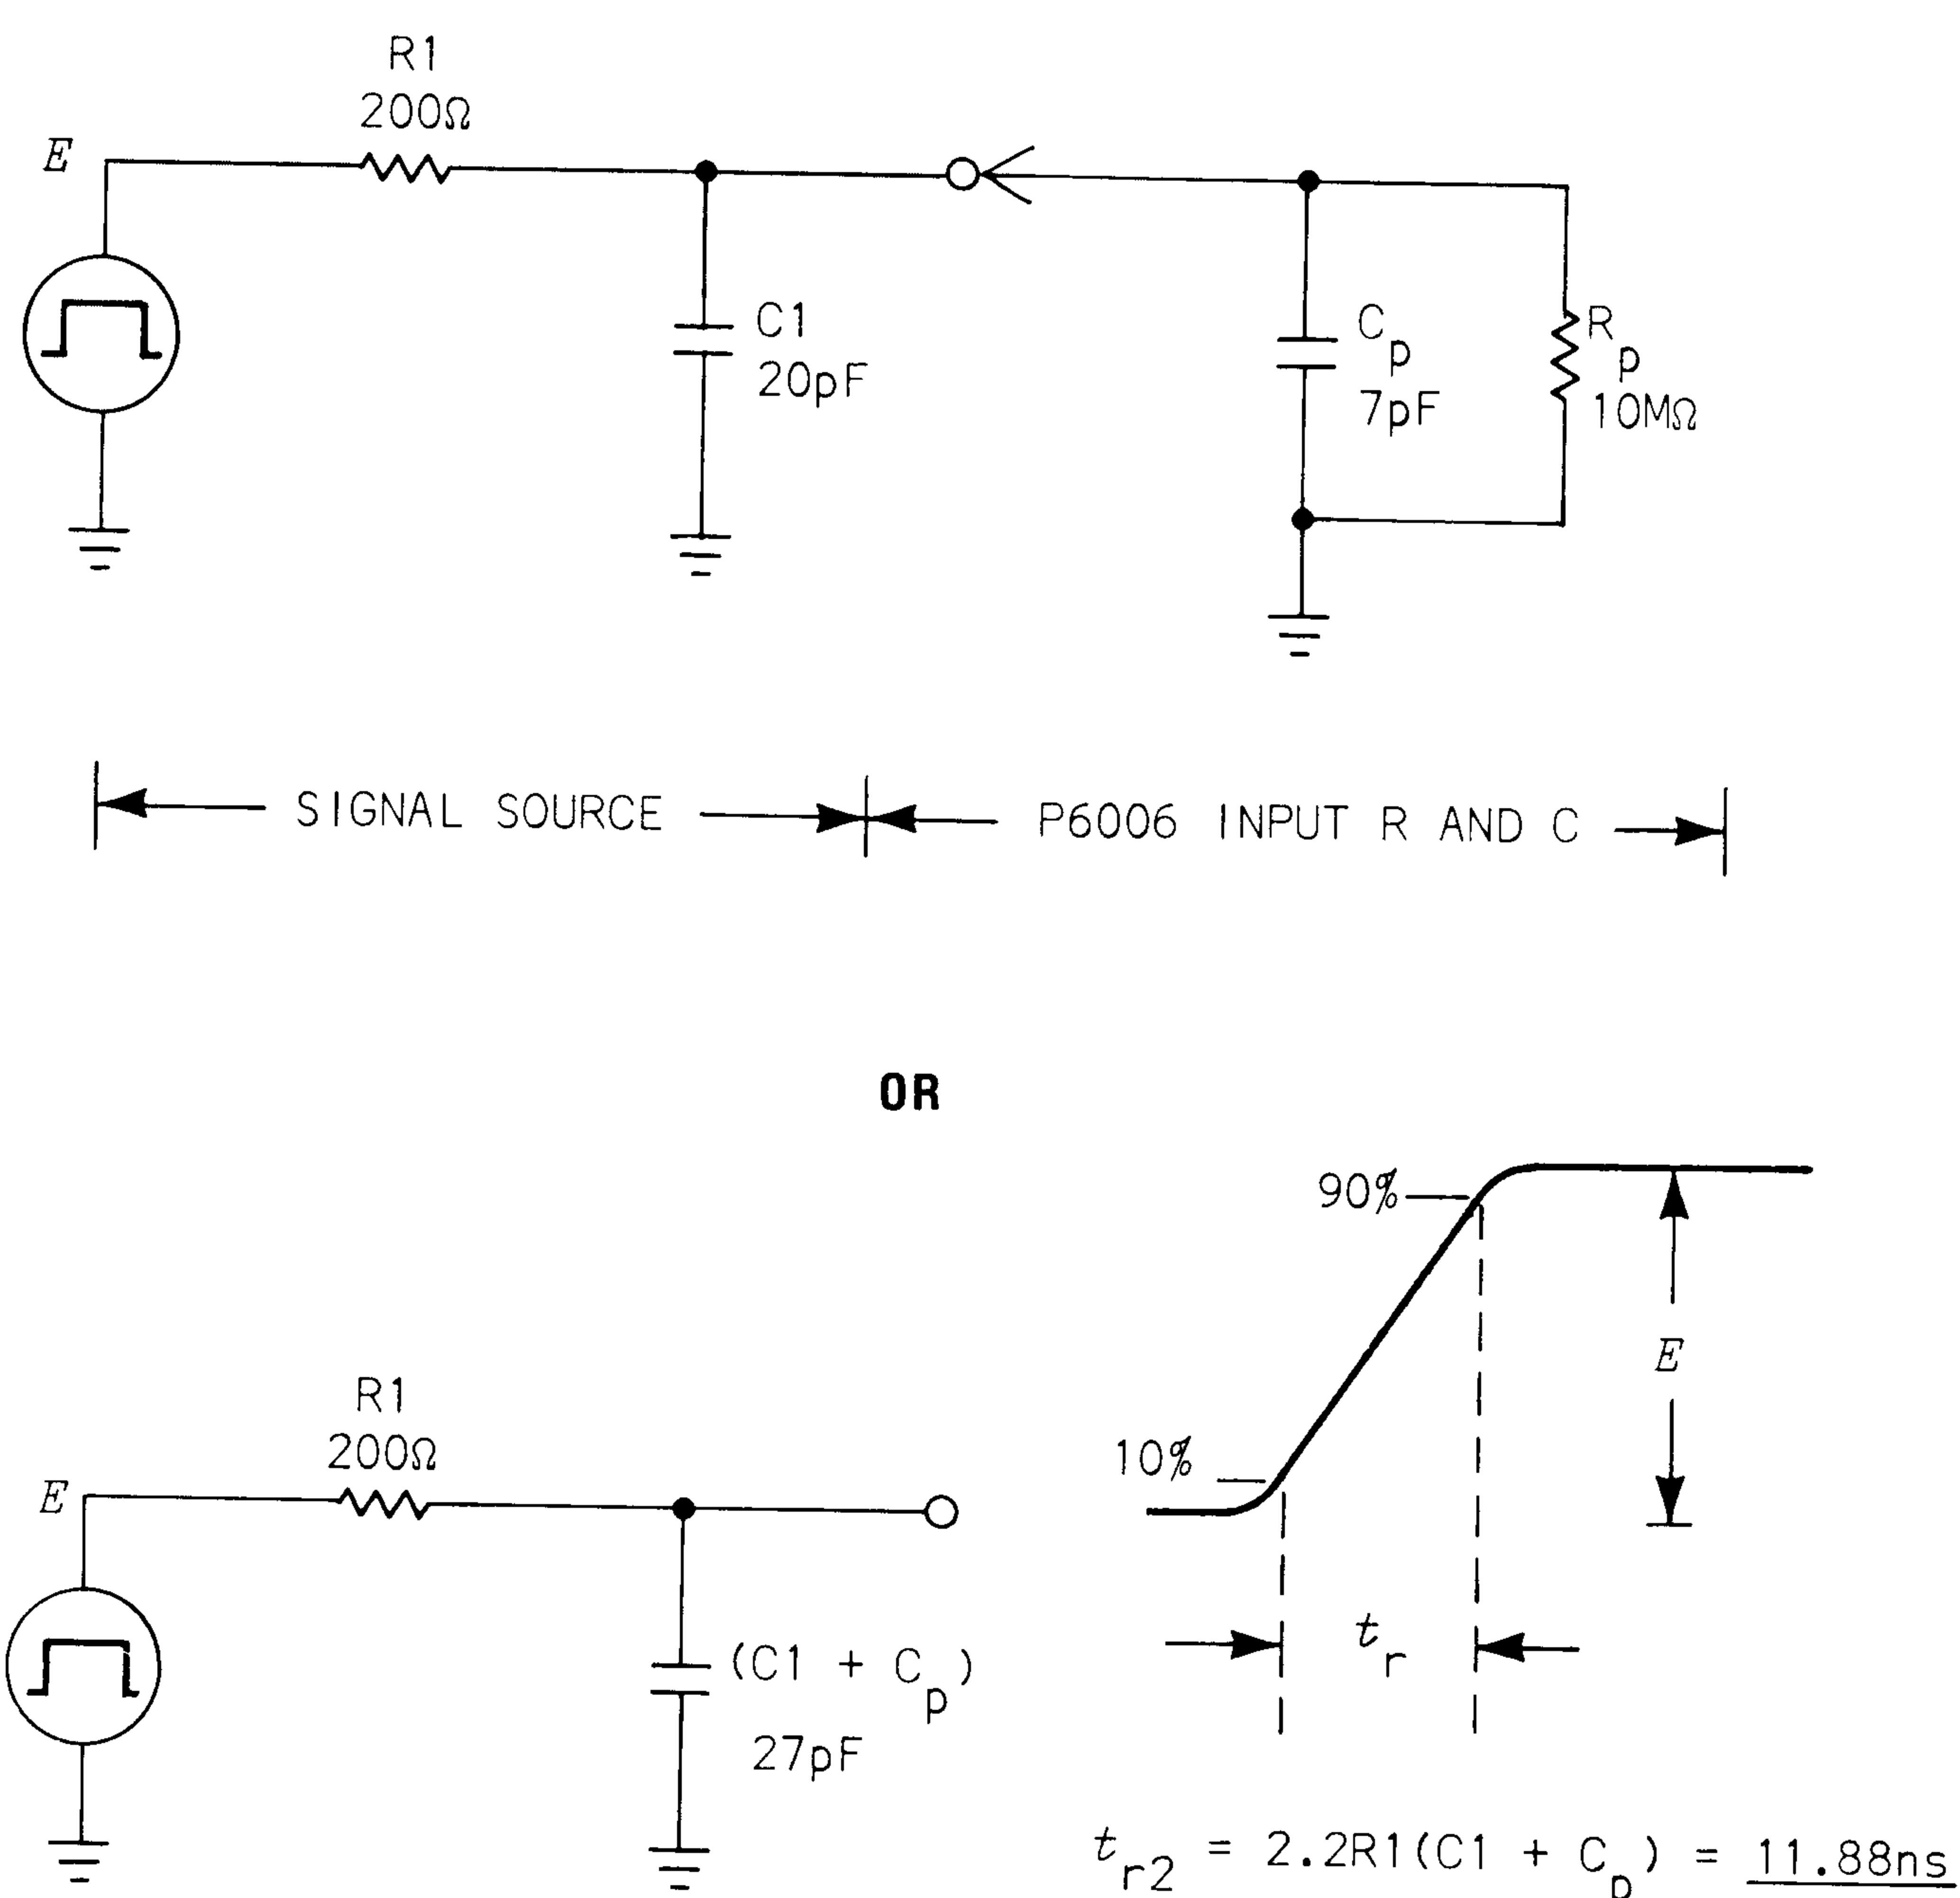 R1
200Ω
E
C1
20pF
Cp
7pF
Rp
10MΩ
SIGNAL SOURCE
P6006 INPUT R AND C
OR
90%
E
10%
tr
R1
200Ω
E
(C1 + Cp)
27pF
tr2 = 2.2R1(C1 + Cp) = 11.88ns